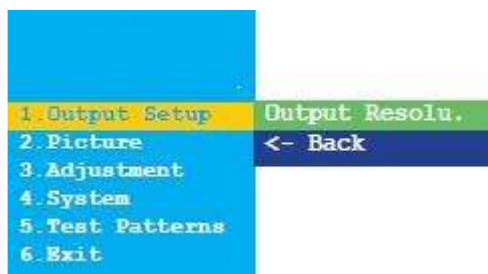 1.Output Setup
Output Resolu.
<- Back
2.Picture
3.Adjustment
4.System
5.Test Patterns
6.Exit